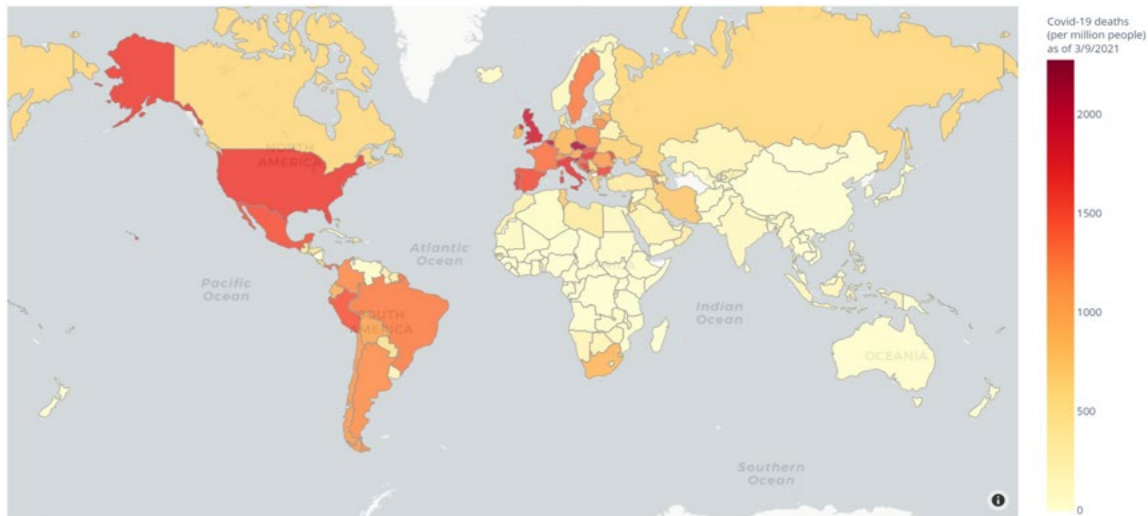 Covid-19 deaths
(per million people)
as of 3/9/2021
2000
1500
1000
500
0
NORTH
AMERICA
Atlantic
Ocean
Pacific
Ocean
SOUTH
AMERICA
Indian
Ocean
OCEANIA
Southern
Ocean
i